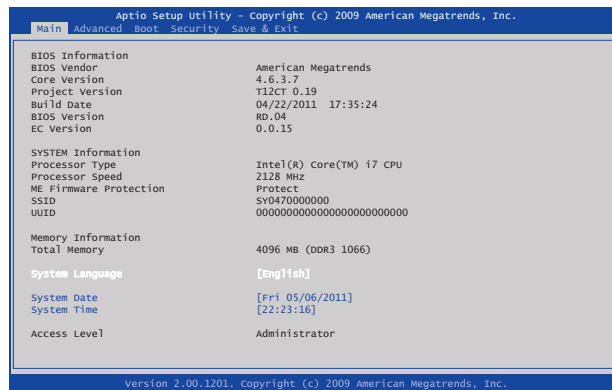 Aptio Setup Utility - Copyright (c) 2009 American Megatrends, Inc.
Main Advanced Boot Security Save & Exit
BIOS Information
BIOS Vendor American Megatrends
Core Version 4.6.3.7
Project Version T12CT 0.19
Build Date 04/22/2011 17:35:24
BIOS Version RD.04
EC Version 0.0.15
SYSTEM Information
Processor Type Intel(R) Core(TM) i7 CPU
Processor Speed 2128 MHz
ME Firmware Protection Protect
SSID SY0470000000
UUID 0000000000000000000000000
Memory Information
Total Memory 4096 MB (DDR3 1066)
System Language [English]
System Date [Fri 05/06/2011]
System Time [22:23:16]
Access Level Administrator
Version 2.00.1201. Copyright (c) 2009 American Megatrends, Inc.